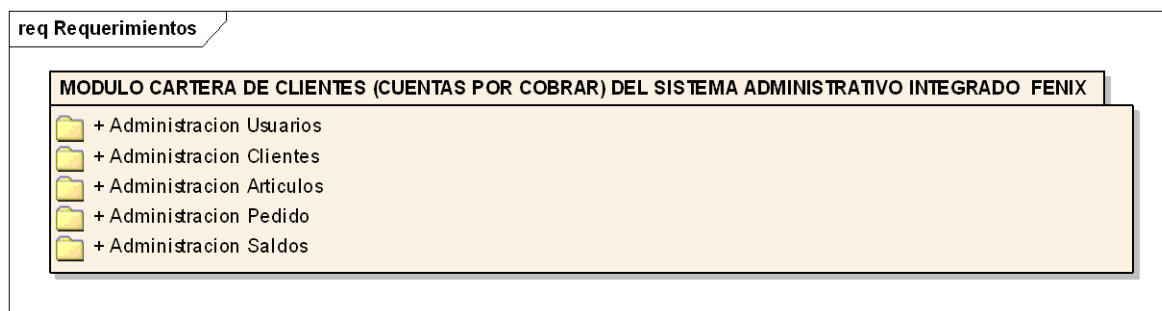 req Requerimientos
MODULO CARTERA DE CLIENTES (CUENTAS POR COBRAR) DEL SISTEMA ADMINISTRATIVO INTEGRADO FENIX
+ Administracion Usuarios
+ Administracion Clientes
+ Administracion Articulos
+ Administracion Pedido
+ Administracion Saldos